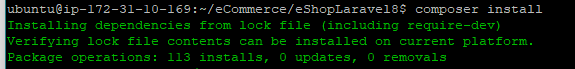 ubuntu@ip-172-31-10-169:~/eCommerce/eShopLaravel8$ composer install
Installing dependencies from lock file (including require-dev)
Verifying lock file contents can be installed on current platform.
Package operations: 113 installs, 0 updates, 0 removals